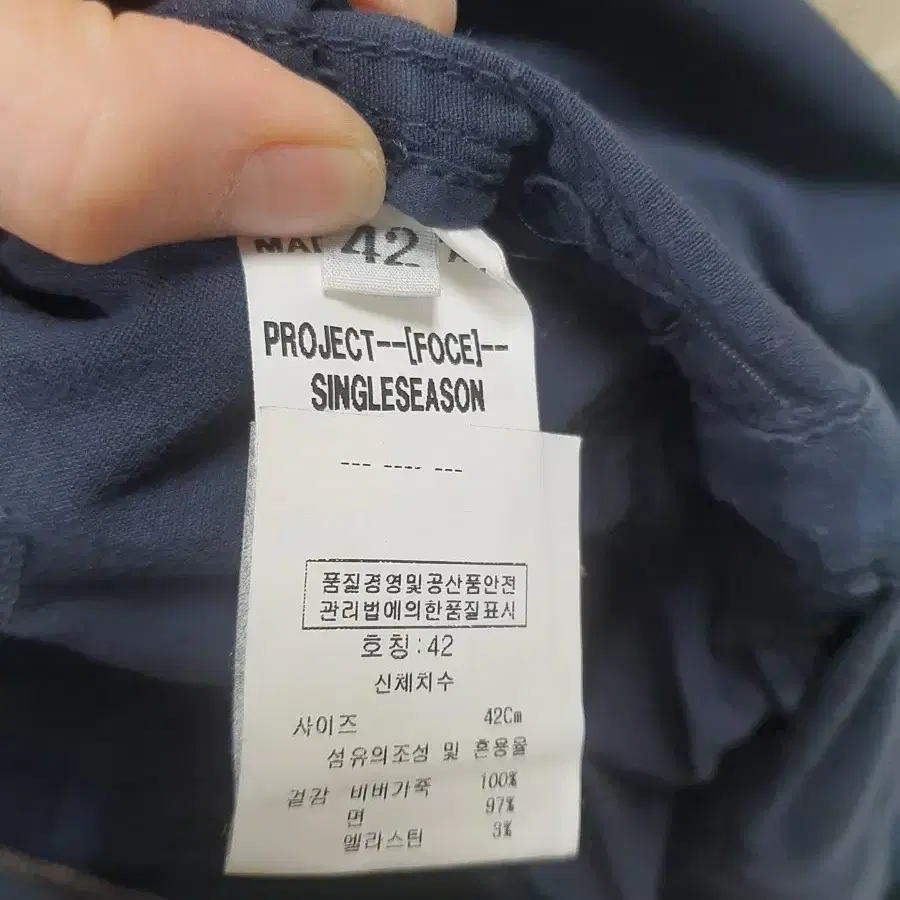 42
PROJECT--[FOCE]--
SINGLESEASON
--- ---- ---
품질경영및공산품안전
관리법에의한품질표시
호칭:42
신체치수
사이즈 42Cm
섬유의조성 및 혼용율
겉감 비버가죽 100%
면 97%
엘라스틴 3%